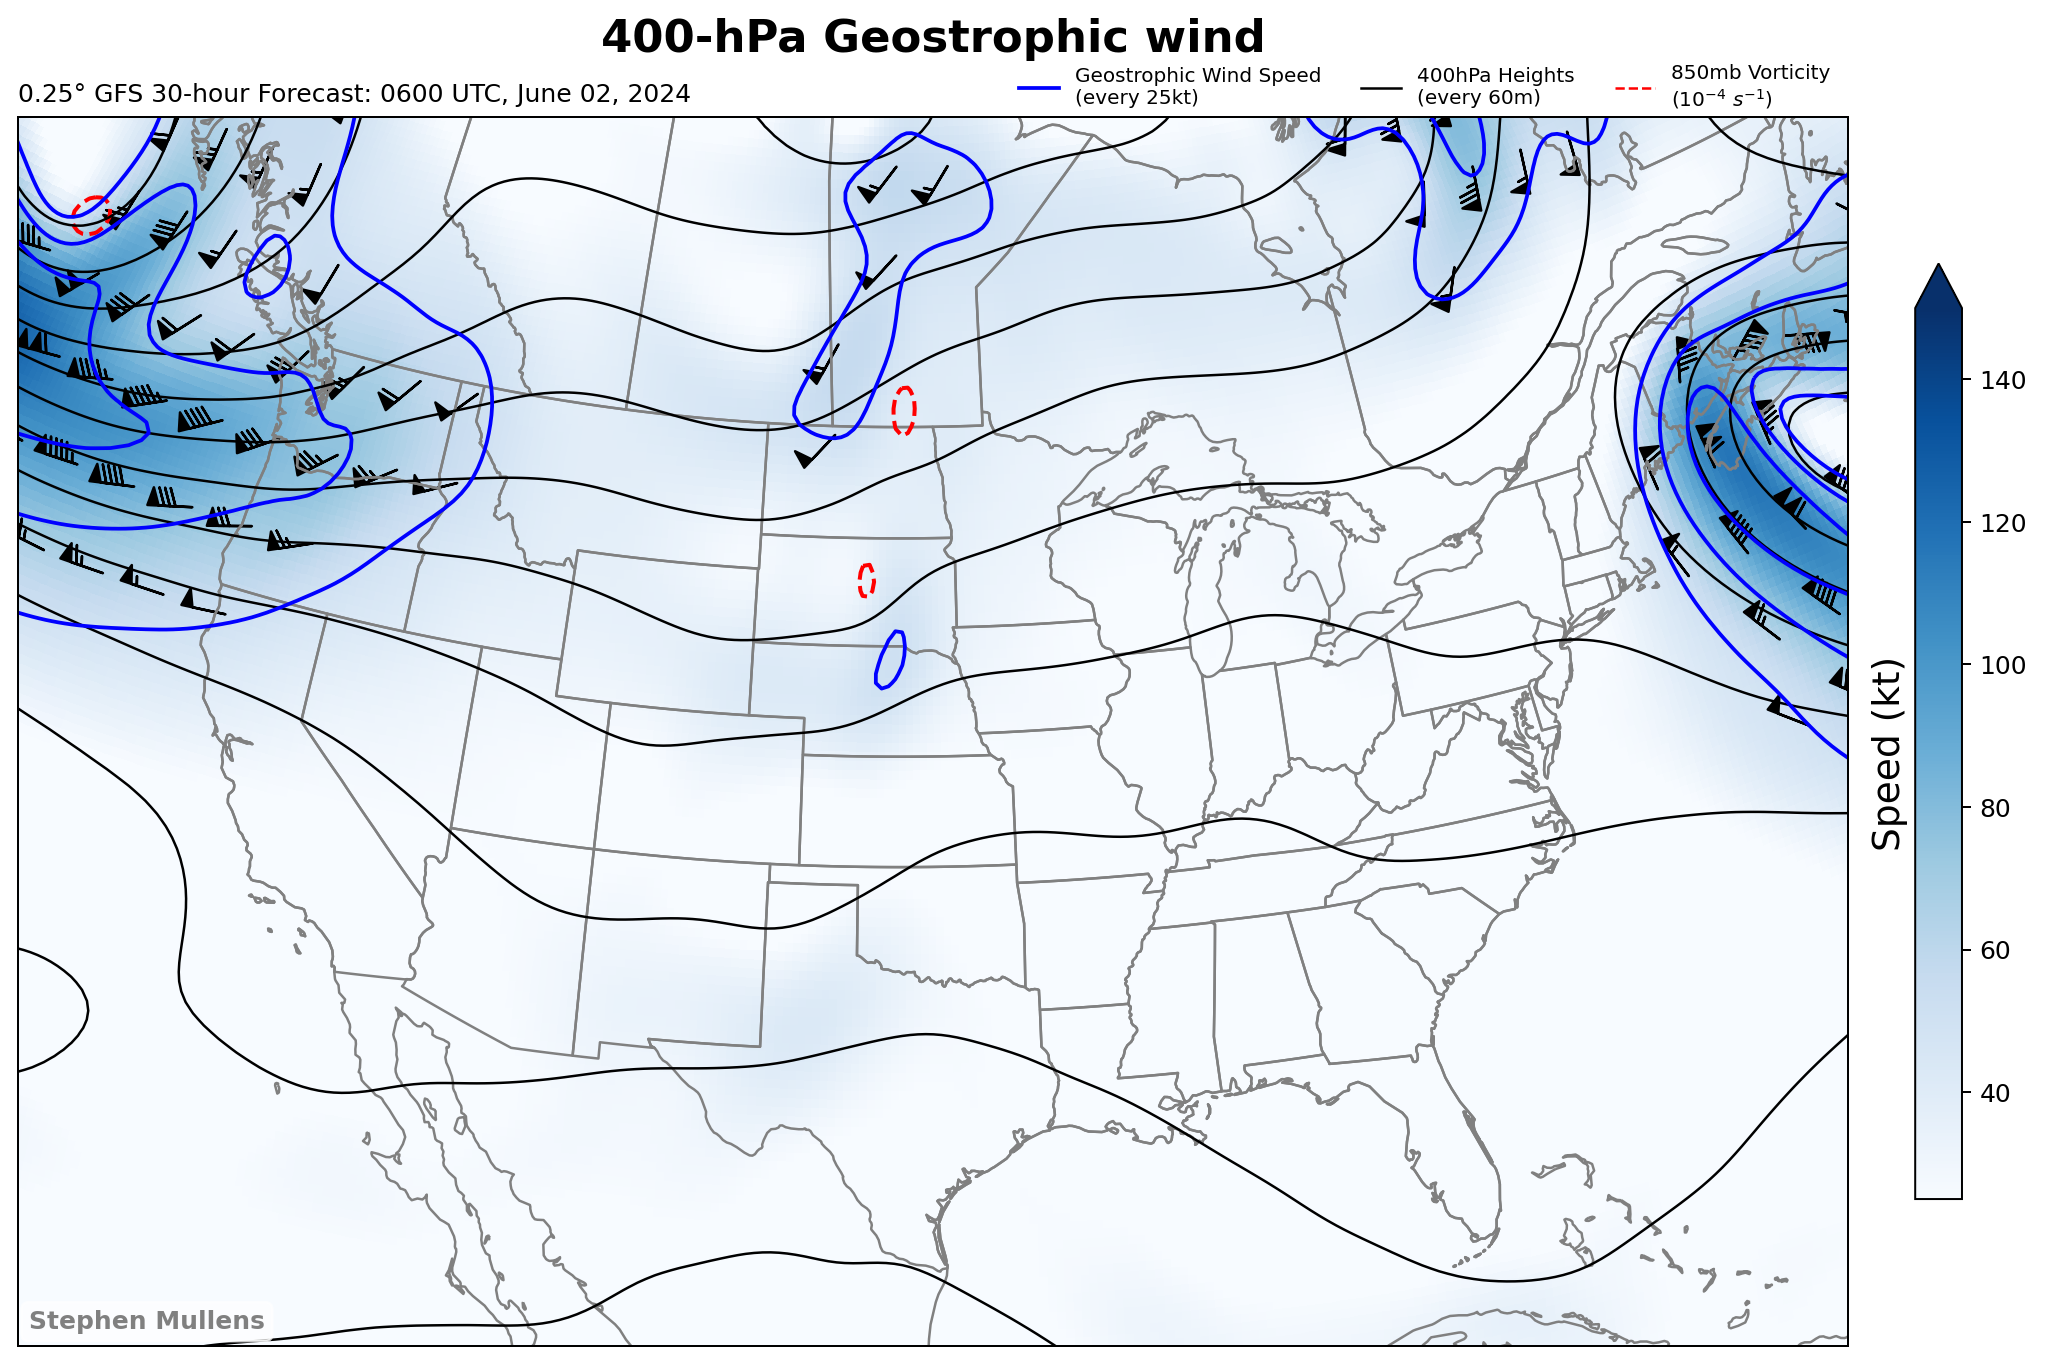 400-hPa Geostrophic wind
0.25° GFS 30-hour Forecast: 0600 UTC, June 02, 2024
Geostrophic Wind Speed
(every 25kt)
400hPa Heights
(every 60m)
850mb Vorticity
(10⁻⁴ s⁻¹)
140
120
100
80
60
40
Speed (kt)
Stephen Mullens